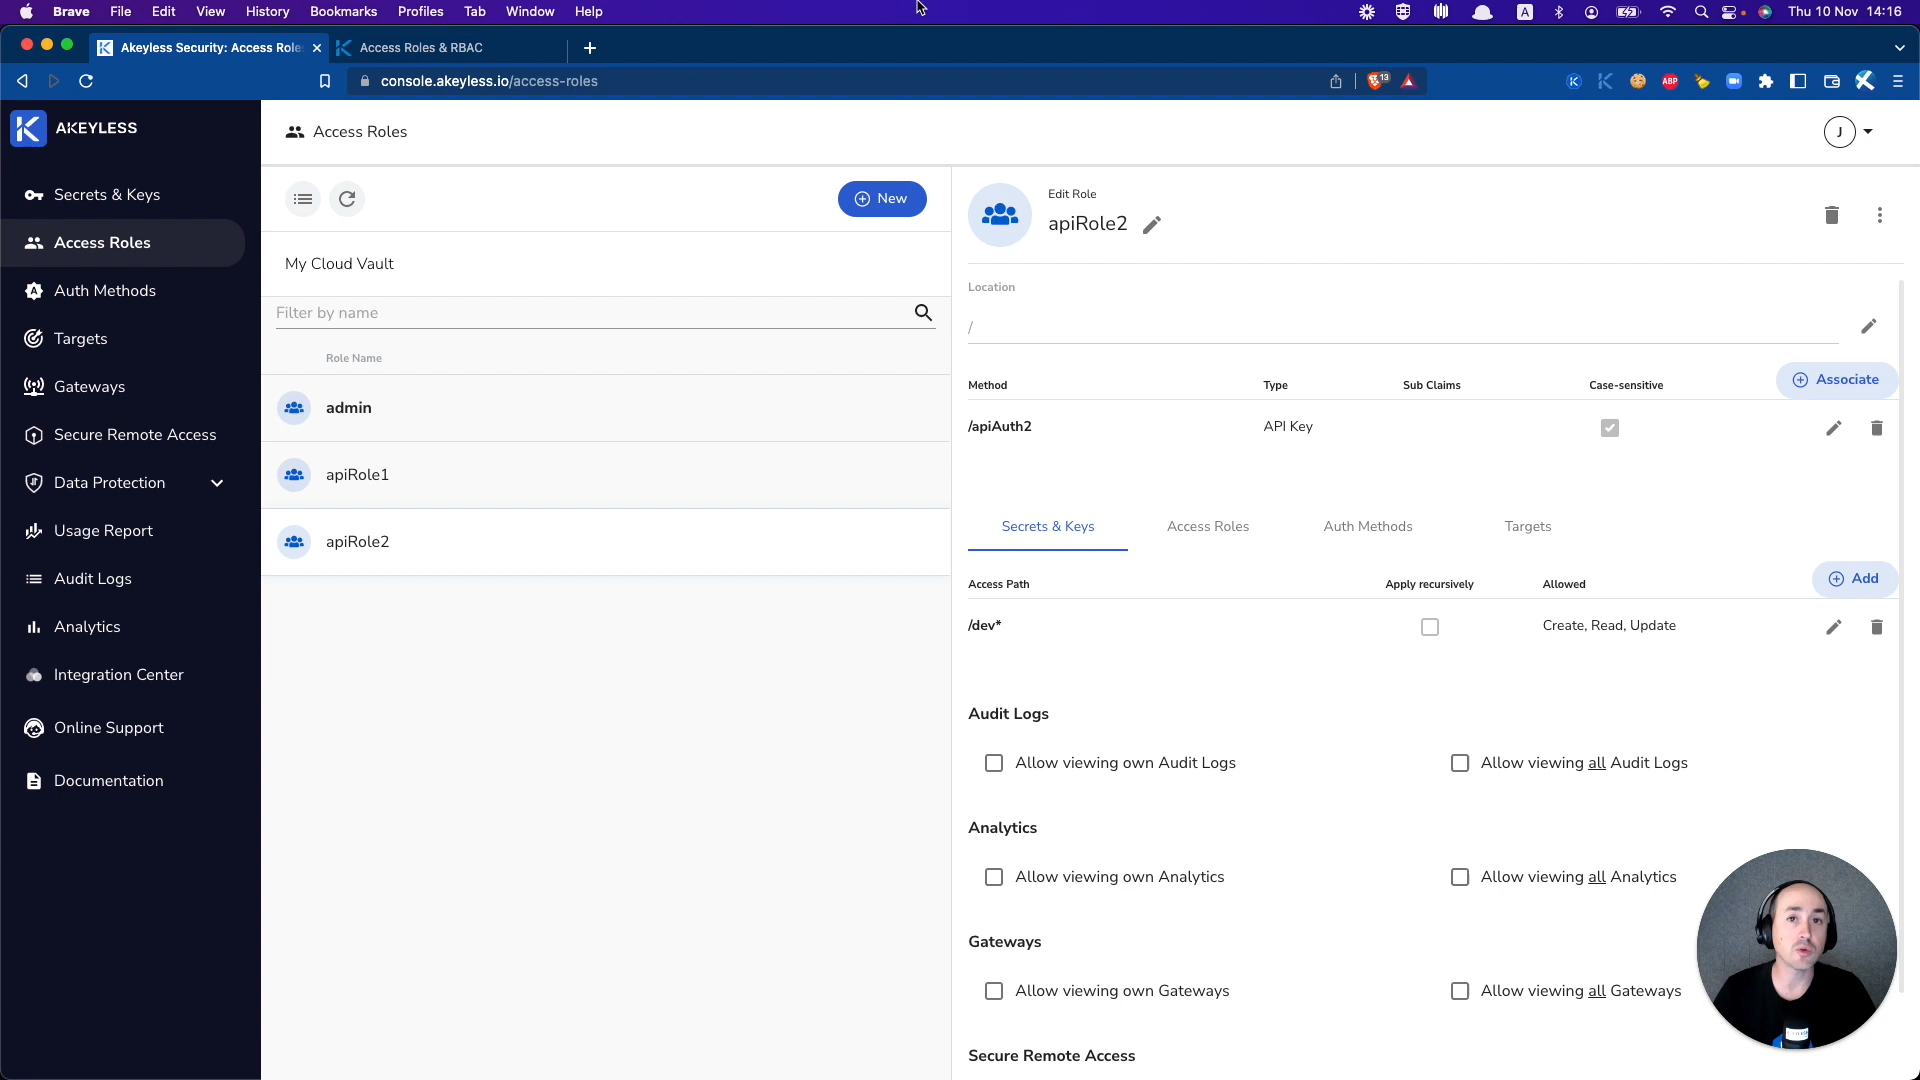 Brave File Edit View History Bookmarks Profiles Tab Window Help
A Thu 10 Nov 14:16
Akeyless Security: Access Role
Access Roles & RBAC
console.akeyless.io/access-roles
13
ABP
AKEYLESS
Access Roles
J
Secrets & Keys
Access Roles
Auth Methods
Targets
Gateways
Secure Remote Access
Data Protection
Usage Report
Audit Logs
Analytics
Integration Center
Online Support
Documentation
New
My Cloud Vault
Filter by name
Role Name
admin
apiRole1
apiRole2
Edit Role
apiRole2
Location
/
Method Type Sub Claims Case-sensitive Associate
/apiAuth2 API Key
Secrets & Keys Access Roles Auth Methods Targets
Access Path Apply recursively Allowed Add
/dev* Create, Read, Update
Audit Logs
Allow viewing own Audit Logs Allow viewing all Audit Logs
Analytics
Allow viewing own Analytics Allow viewing all Analytics
Gateways
Allow viewing own Gateways Allow viewing all Gateways
Secure Remote Access